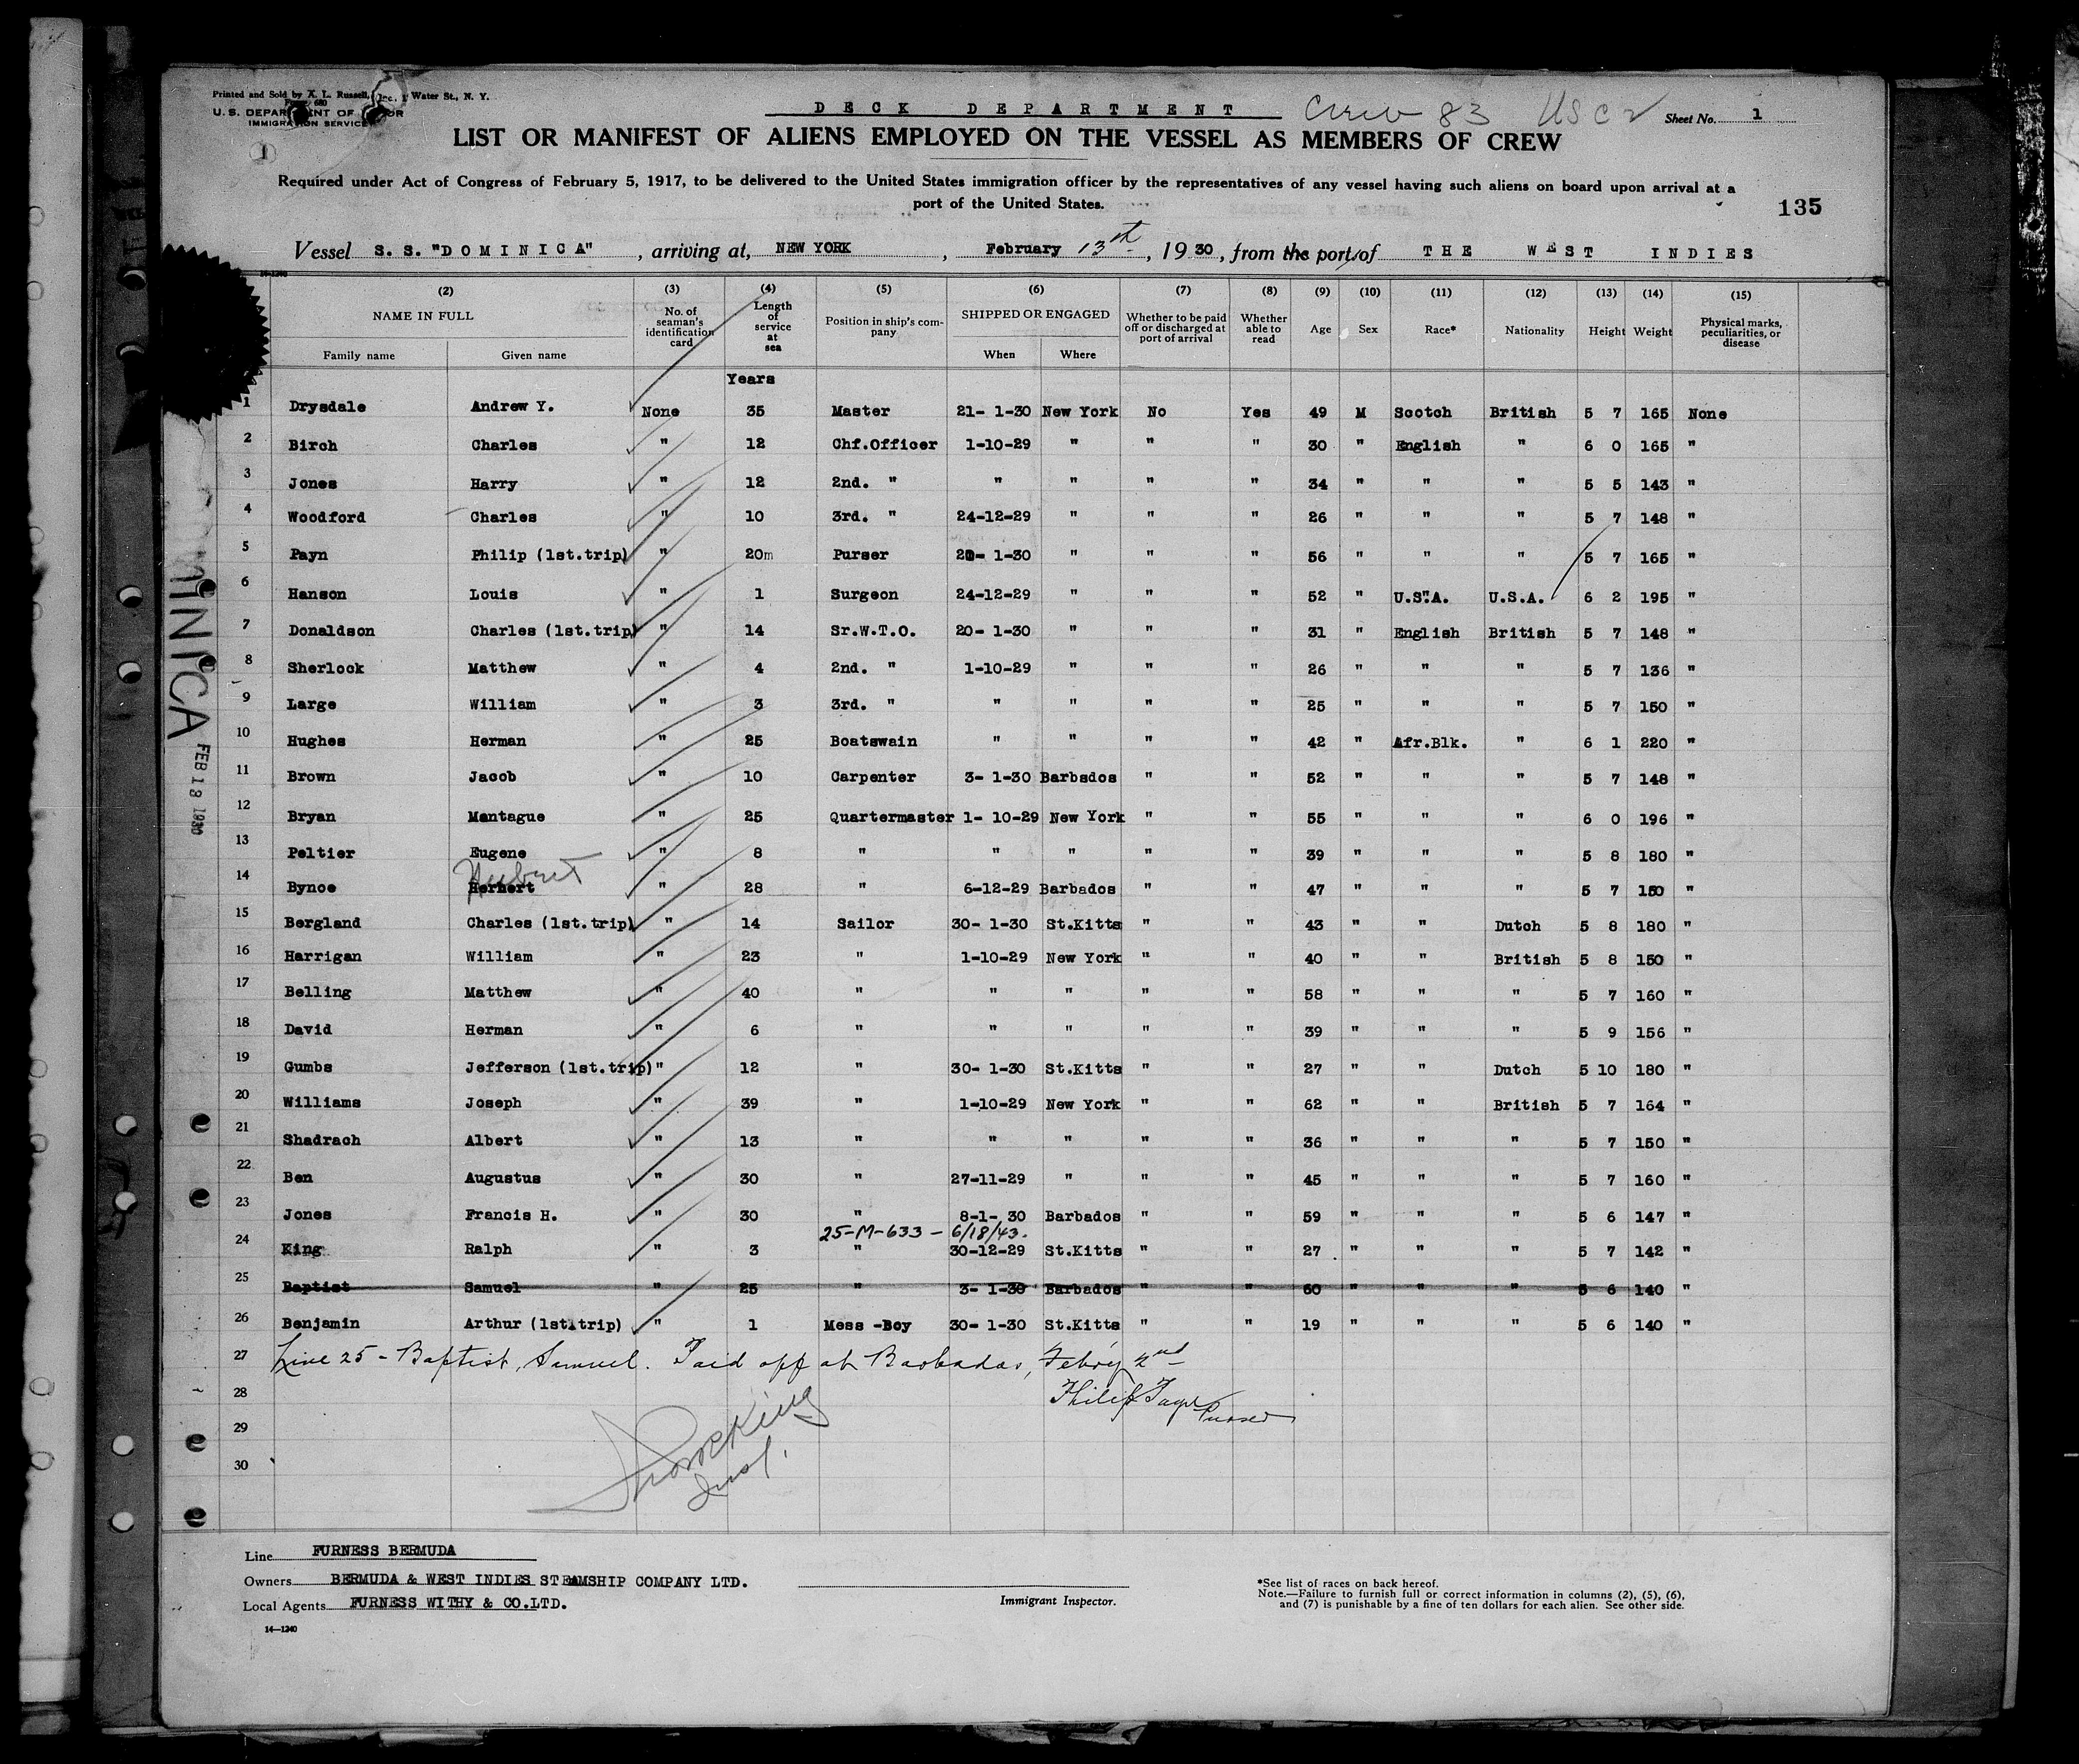 Printed and Sold by A. L. Russell, Inc., Water St., N. Y.
Form 680
U. S. DEPARTMENT OF LABOR
IMMIGRATION SERVICE
DECK DEPARTMENT Crew 83 USC 2
Sheet No. 1
LIST OR MANIFEST OF ALIENS EMPLOYED ON THE VESSEL AS MEMBERS OF CREW
Required under Act of Congress of February 5, 1917, to be delivered to the United States immigration officer by the representatives of any vessel having such aliens on board upon arrival at a
port of the United States.
135
Vessel S. S. "DOMINICA", arriving at, NEW YORK, February 13th, 1930, from the port of THE WEST INDIES
(2) (3) (4) (5) (6) (7) (8) (9) (10) (11) (12) (13) (14) (15)
NAME IN FULL No. of seaman's identification card Length of service at sea Position in ship's company SHIPPED OR ENGAGED Whether to be paid off or discharged at port of arrival Whether able to read Age Sex Race* Nationality Height Weight Physical marks, peculiarities, or disease
Family name Given name When Where
Years
1 Drysdale Andrew Y. None 35 Master 21- 1-30 New York No Yes 49 M Scotch British 5 7 165 None
2 Birch Charles " 12 Chf.Officer 1-10-29 " " " 30 " English " 6 0 165 "
3 Jones Harry " 12 2nd. " " " " " 34 " " " 5 5 143 "
4 Woodford Charles " 10 3rd. " 24-12-29 " " " 26 " " " 5 7 148 "
5 Payn Philip (1st.trip) " 20m Purser 20- 1-30 " " " 56 " " " 5 7 165 "
6 Hanson Louis " 1 Surgeon 24-12-29 " " " 52 " U.S.A. U.S.A. 6 2 195 "
7 Donaldson Charles (1st.trip) " 14 Sr.W.T.O. 20- 1-30 " " " 31 " English British 5 7 148 "
8 Sherlock Matthew " 4 2nd. " 1-10-29 " " " 26 " " " 5 7 136 "
9 Large William " 3 3rd. " " " " " 25 " " " 5 7 150 "
10 Hughes Herman " 25 Boatswain " " " " 42 " Afr.Blk. " 6 1 220 "
11 Brown Jacob " 10 Carpenter 3- 1-30 Barbados " " 52 " " " 5 7 148 "
12 Bryan Mantague " 25 Quartermaster 1- 10-29 New York " " 55 " " " 6 0 196 "
13 Peltier Eugene " 8 " " " " " 39 " " " 5 8 180 "
Hubert
14 Bynoe Herbert " 28 " 6-12-29 Barbados " " 47 " " " 5 7 150 "
15 Bergland Charles (1st.trip) " 14 Sailor 30- 1-30 St.Kitts " " 43 " " Dutch 5 8 180 "
16 Harrigan William " 23 " 1-10-29 New York " " 40 " " British 5 8 150 "
17 Belling Matthew " 40 " " " " " 58 " " " 5 7 160 "
18 David Herman " 6 " " " " " 39 " " " 5 9 156 "
19 Gumbs Jefferson (1st.trip) " 12 " 30- 1-30 St.Kitts " " 27 " " Dutch 5 10 180 "
20 Williams Joseph " 39 " 1-10-29 New York " " 62 " " British 5 7 164 "
21 Shadrach Albert " 13 " " " " " 36 " " " 5 7 150 "
22 Ben Augustus " 30 " 27-11-29 " " " 45 " " " 5 7 160 "
23 Jones Francis H. " 30 " 8-1- 30 Barbados " " 59 " " " 5 6 147 "
25-M-633 - 6/18/43.
24 King Ralph " 3 " 30-12-29 St.Kitts " " 27 " " " 5 7 142 "
25 Baptist Samuel " 25 " 3- 1-30 Barbados " " 60 " " " 5 6 140 "
26 Benjamin Arthur (1st.trip) " 1 Mess -Boy 30- 1-30 St.Kitts " " 19 " " " 5 6 140 "
27 Line 25 - Baptist, Samuel. Paid off at Barbados, Febry 2nd
28 Philip Payn
Purser
29
30
Insp.
Line FURNESS BERMUDA
Owners BERMUDA & WEST INDIES STEAMSHIP COMPANY LTD.
Local Agents FURNESS WITHY & CO.LTD.
14—1240
Immigrant Inspector.
*See list of races on back hereof.
Note.—Failure to furnish full or correct information in columns (2), (5), (6),
and (7) is punishable by a fine of ten dollars for each alien. See other side.
MINICA
FEB 18 1930